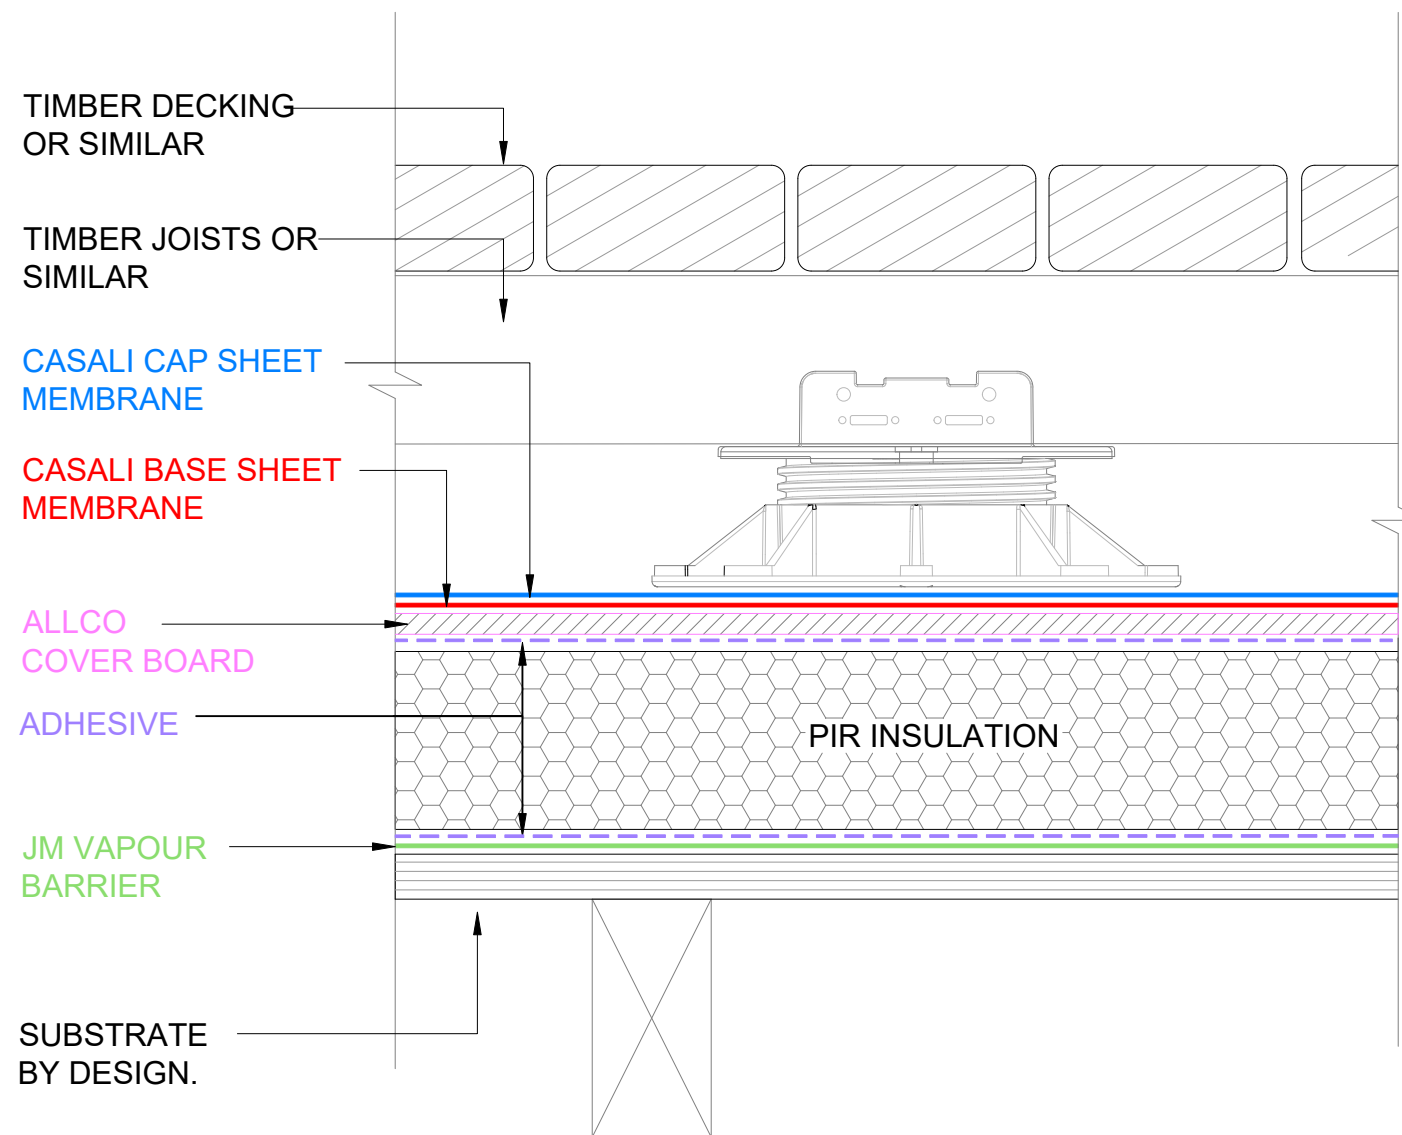 TIMBER DECKING
OR SIMILAR
TIMBER JOISTS OR
SIMILAR
CASALI CAP SHEET
MEMBRANE
CASALI BASE SHEET
MEMBRANE
ALLCO
COVER BOARD
ADHESIVE
PIR INSULATION
JM VAPOUR
BARRIER
SUBSTRATE
BY DESIGN.